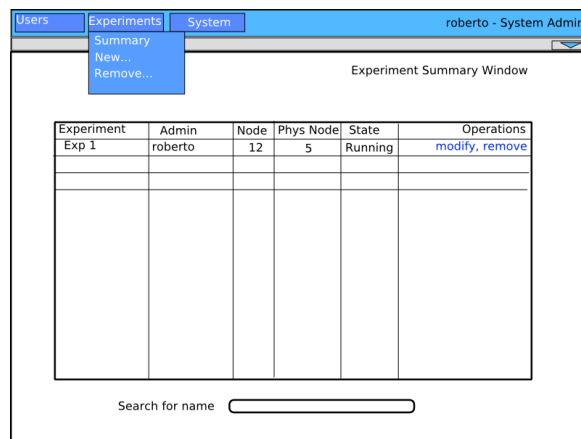 Users Experiments System roberto - System Admin
Summary
New...
Remove...
Experiment Summary Window
Experiment Admin Node Phys Node State Operations
Exp 1 roberto 12 5 Running modify, remove
Search for name